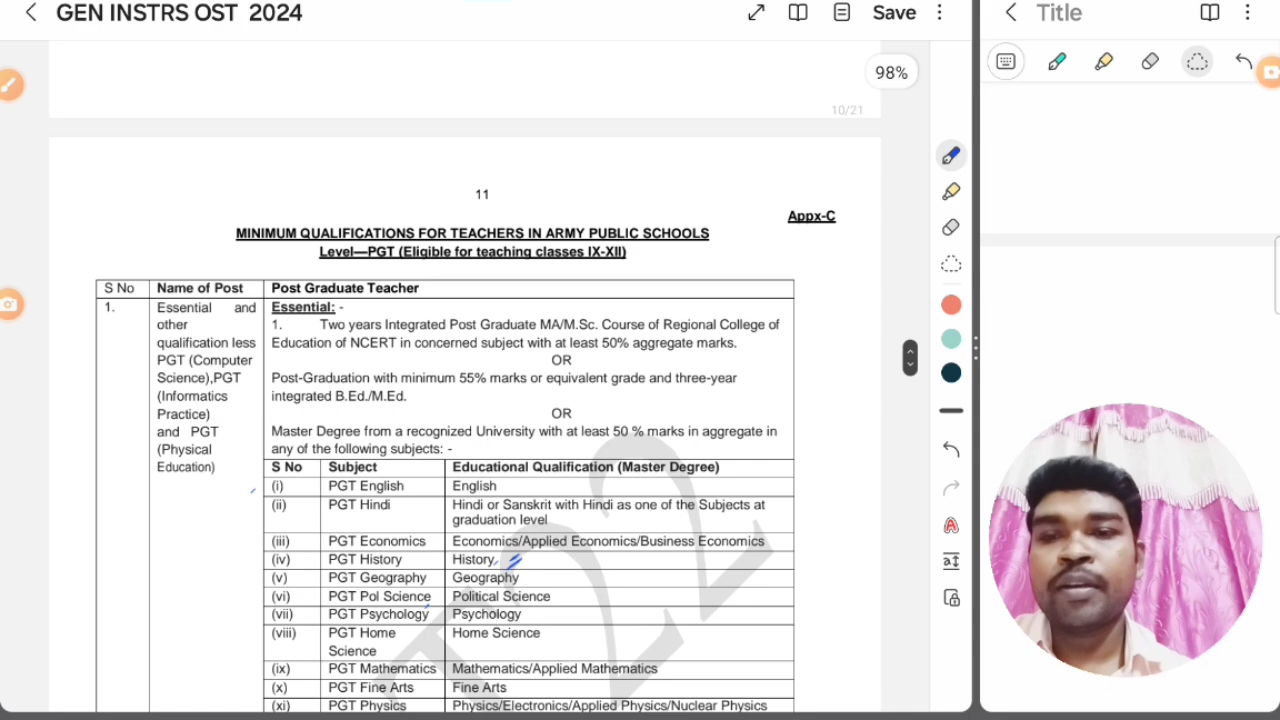 GEN INSTRS OST 2024
Save
Title
98%
10/21
11
Appx-C
MINIMUM QUALIFICATIONS FOR TEACHERS IN ARMY PUBLIC SCHOOLS
Level—PGT (Eligible for teaching classes IX-XII)
S No Name of Post Post Graduate Teacher
1. Essential and other qualification less PGT (Computer Science),PGT (Informatics Practice) and PGT (Physical Education)
Essential: -
1. Two years Integrated Post Graduate MA/M.Sc. Course of Regional College of
Education of NCERT in concerned subject with at least 50% aggregate marks.
OR
Post-Graduation with minimum 55% marks or equivalent grade and three-year
integrated B.Ed./M.Ed.
OR
Master Degree from a recognized University with at least 50 % marks in aggregate in
any of the following subjects: -
S No Subject Educational Qualification (Master Degree)
(i) PGT English English
(ii) PGT Hindi Hindi or Sanskrit with Hindi as one of the Subjects at
graduation level
(iii) PGT Economics Economics/Applied Economics/Business Economics
(iv) PGT History History
(v) PGT Geography Geography
(vi) PGT Pol Science Political Science
(vii) PGT Psychology Psychology
(viii) PGT Home Science Home Science
(ix) PGT Mathematics Mathematics/Applied Mathematics
(x) PGT Fine Arts Fine Arts
(xi) PGT Physics Physics/Electronics/Applied Physics/Nuclear Physics